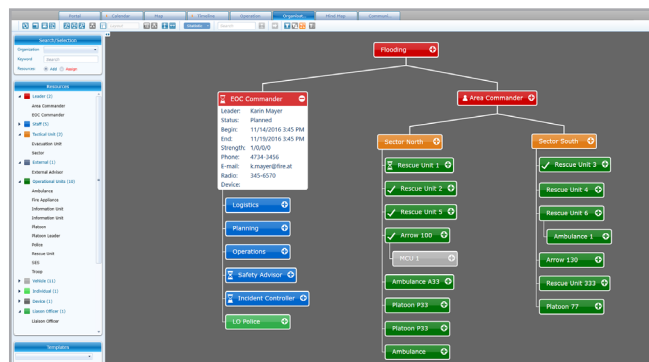 Portal
Calendar
Map
Timeline
Operation
Organisat...
Mind Map
Communi...
Search
Search/Selection
Organisation
Keyword
Search
Resources
Add
Assign
Resources
Leader (2)
Area Commander
EOC Commander
Staff (5)
Tactical Unit (2)
Evacuation Unit
Sector
External (1)
External Advisor
Operational Units (10)
Ambulance
Fire Appliance
Information Unit
Information Unit
Platoon
Platoon Leader
Police
Rescue Unit
SES
Troop
Vehicle (11)
Individual (1)
Device (1)
Liaison Officer (1)
Liaison Officer
Templates
Flooding
EOC Commander
Leader: Karin Mayer
Status: Planned
Begin: 11/14/2016 3:45 PM
End: 11/19/2016 3:45 PM
Strength: 1/0/0/0
Phone: 4734-3456
E-mail: k.mayer@fire.at
Radio: 345-6570
Device:
Logistics
Planning
Operations
Safety Advisor
Incident Controller
LO Police
Area Commander
Sector North
Rescue Unit 1
Rescue Unit 2
Rescue Unit 5
Arrow 100
MCU 1
Ambulance A33
Platoon P33
Platoon P33
Ambulance
Sector South
Rescue Unit 3
Rescue Unit 4
Rescue Unit 6
Ambulance 1
Arrow 130
Rescue Unit 333
Platoon 77